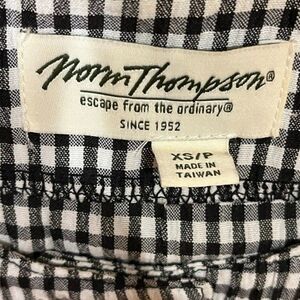 Norm Thompson®
escape from the ordinary®
SINCE 1952
XS/P
MADE IN
TAIWAN